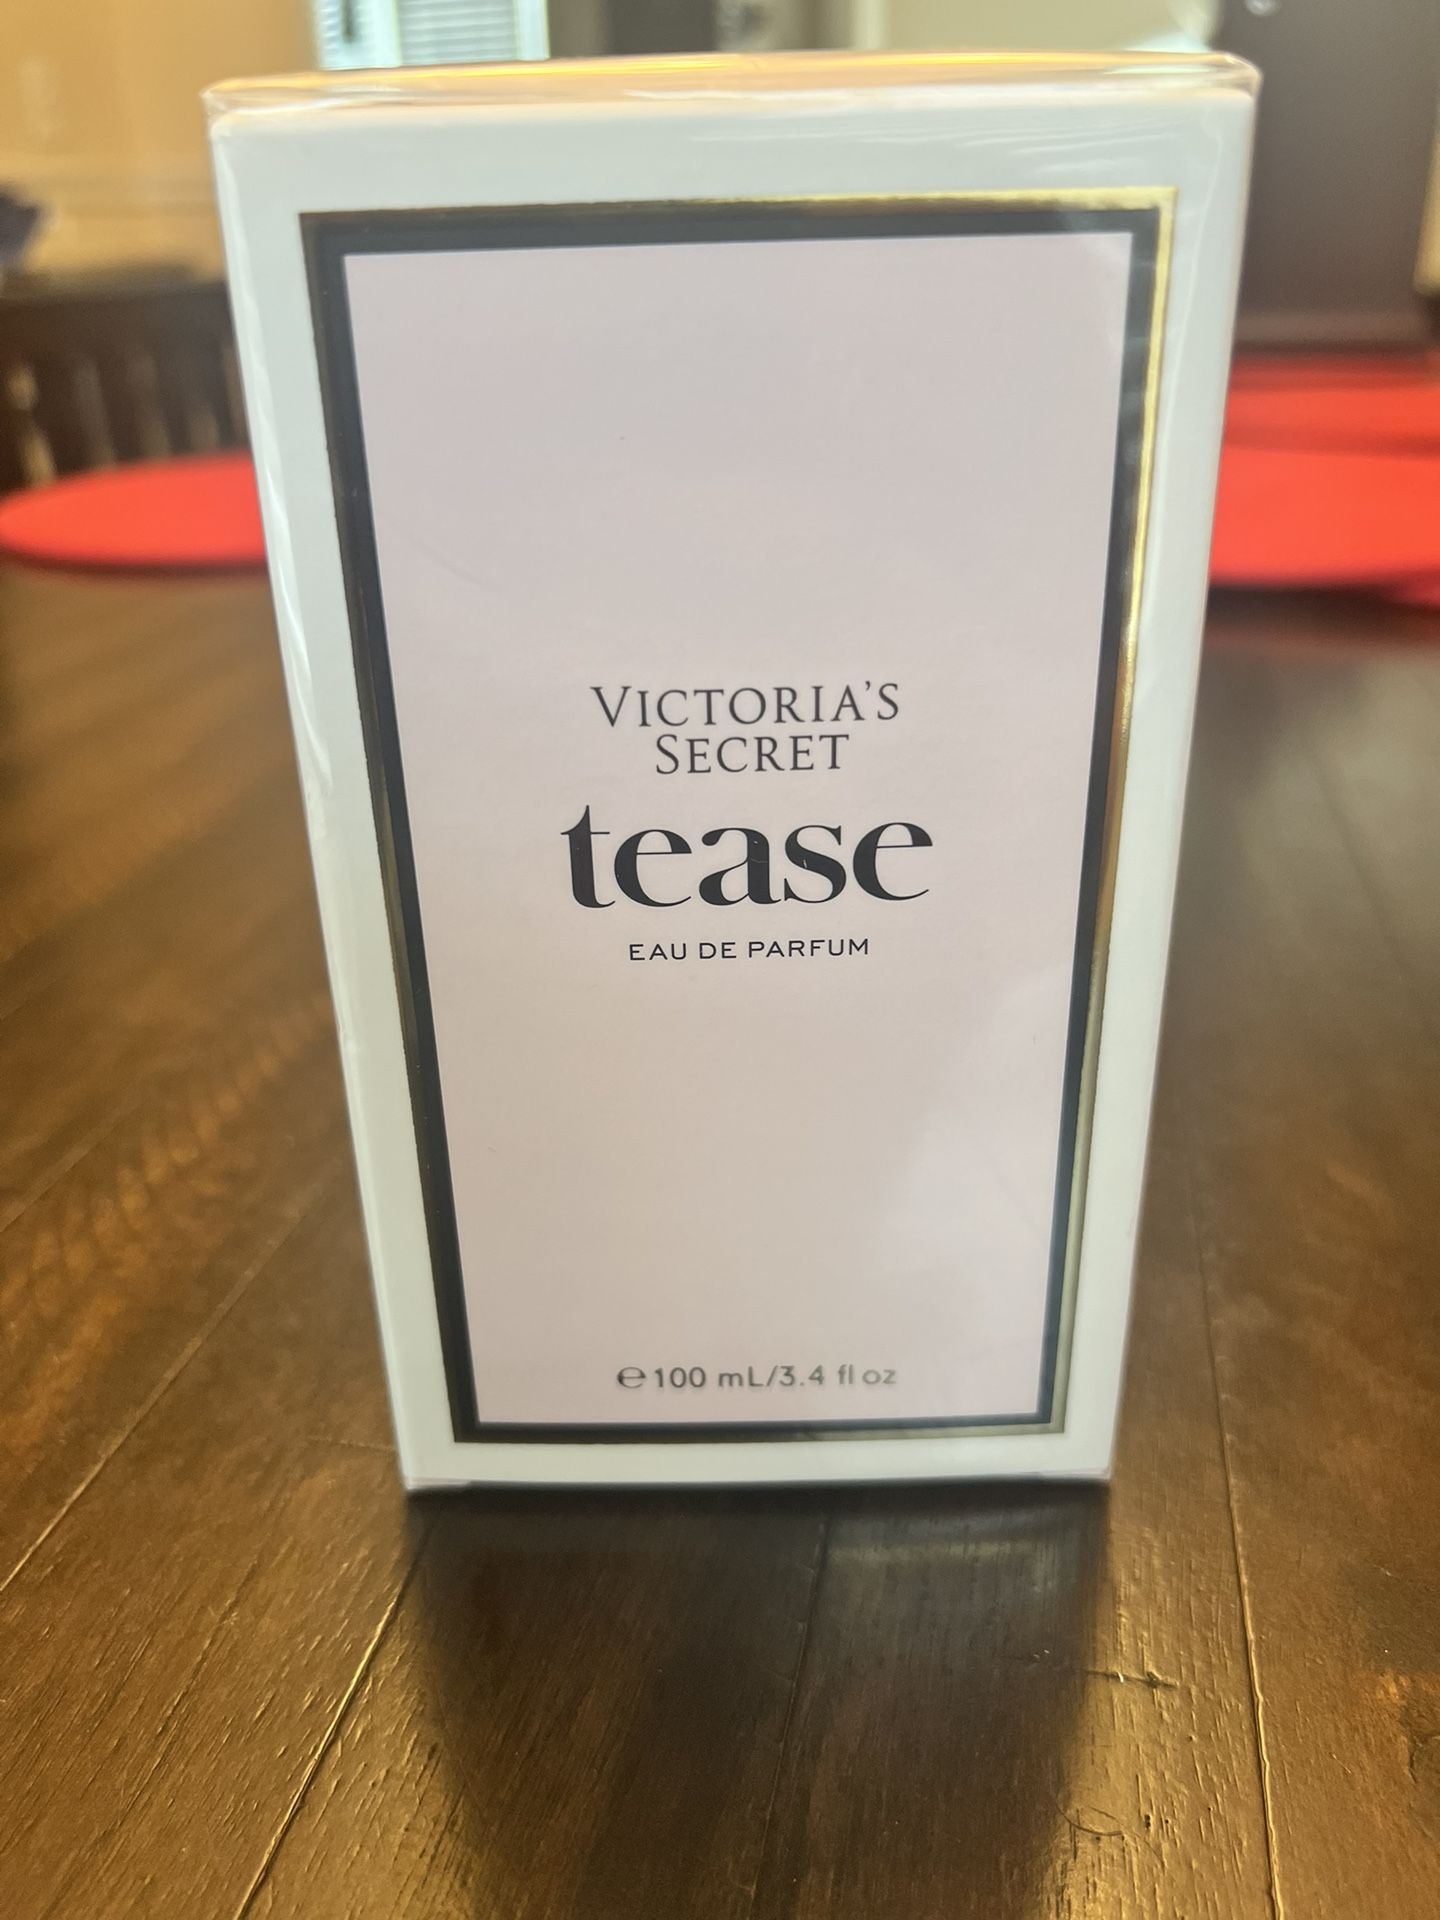 VICTORIA'S
SECRET
tease
EAU DE PARFUM
℮ 100 mL/3.4 fl oz